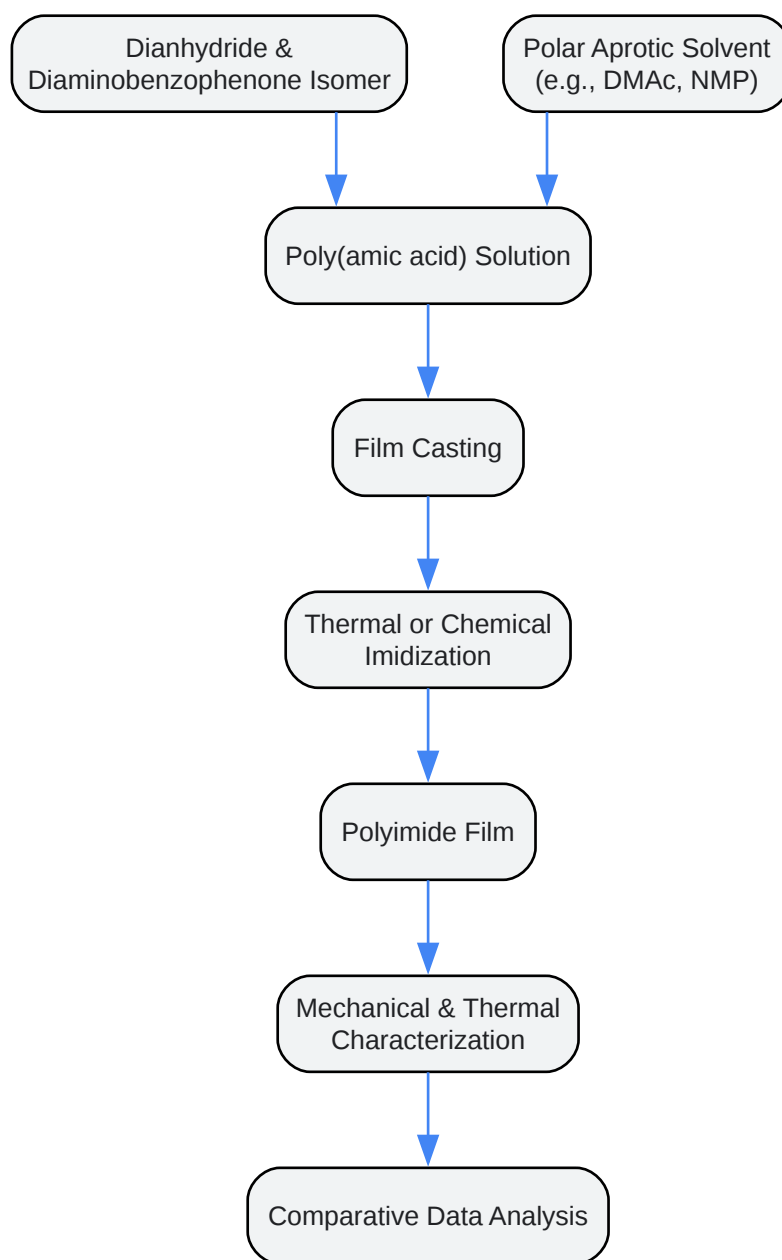 Dianhydride &
Diaminobenzophenone Isomer
Polar Aprotic Solvent
(e.g., DMAc, NMP)
Poly(amic acid) Solution
Film Casting
Thermal or Chemical
Imidization
Polyimide Film
Mechanical & Thermal
Characterization
Comparative Data Analysis